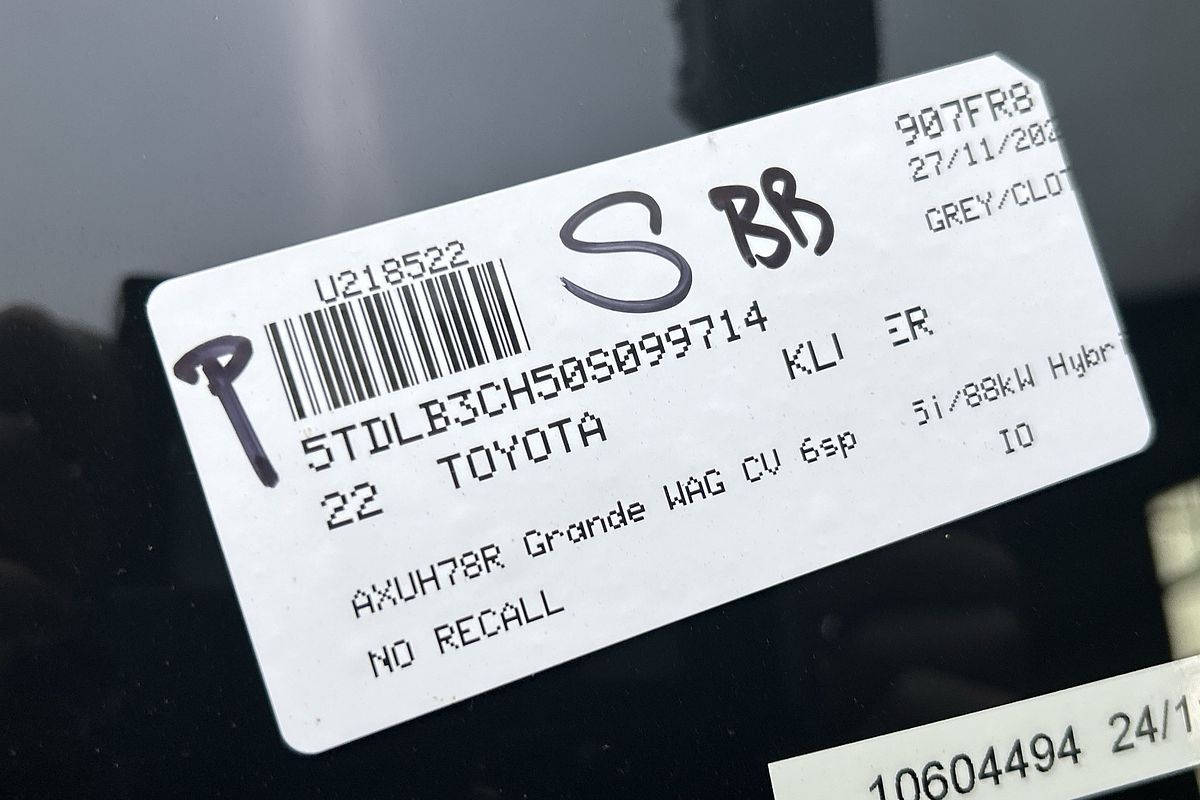 907FR8
27/11/202
GREY/CLOT
S BB
U218522
P
5TDLB3CH50S099714
22 TOYOTA KL ER
AXUH78R Grande WAG CV 6sp 5i/88kW Hybr
NO RECALL IO
10604494 24/1